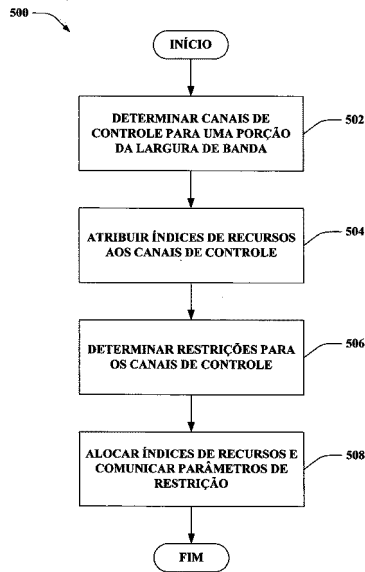 500
INÍCIO
DETERMINAR CANAIS DE
CONTROLE PARA UMA PORÇÃO
DA LARGURA DE BANDA
502
ATRIBUIR ÍNDICES DE RECURSOS
AOS CANAIS DE CONTROLE
504
DETERMINAR RESTRIÇÕES PARA
OS CANAIS DE CONTROLE
506
ALOCAR ÍNDICES DE RECURSOS E
COMUNICAR PARÂMETROS DE
RESTRIÇÃO
508
FIM